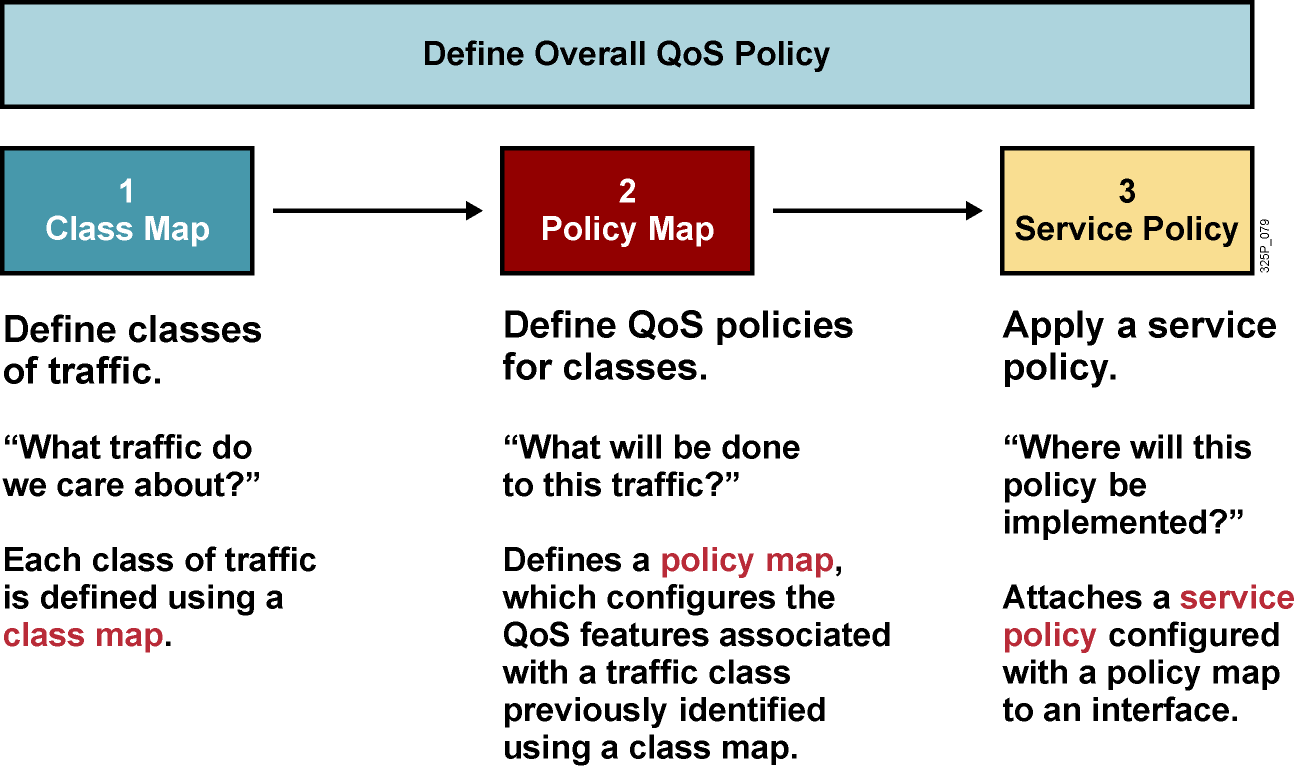 Define Overall QoS Policy
1
Class Map
2
Policy Map
3
Service Policy
325P_079
Define classes
of traffic.
“What traffic do
we care about?”
Each class of traffic
is defined using a
class map.
Define QoS policies
for classes.
“What will be done
to this traffic?”
Defines a policy map,
which configures the
QoS features associated
with a traffic class
previously identified
using a class map.
Apply a service
policy.
“Where will this
policy be
implemented?”
Attaches a service
policy configured
with a policy map
to an interface.